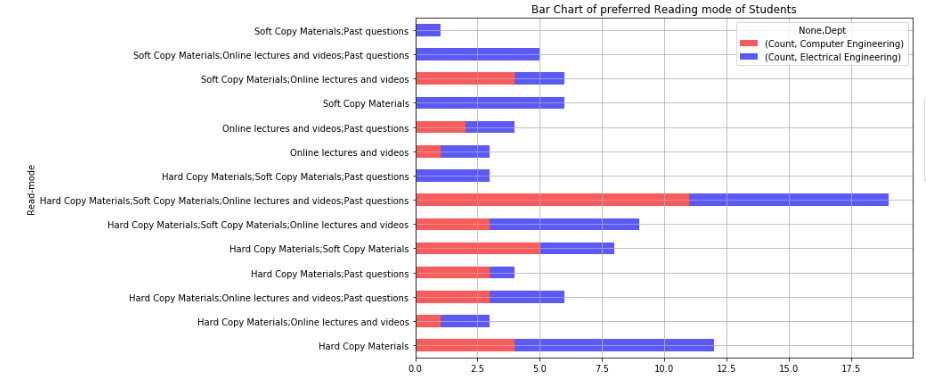 Bar Chart of preferred Reading mode of Students
None,Dept
(Count, Computer Engineering)
(Count, Electrical Engineering)
Read-mode
Soft Copy Materials;Past questions
Soft Copy Materials;Online lectures and videos;Past questions
Soft Copy Materials;Online lectures and videos
Soft Copy Materials
Online lectures and videos;Past questions
Online lectures and videos
Hard Copy Materials;Soft Copy Materials;Past questions
Hard Copy Materials;Soft Copy Materials;Online lectures and videos;Past questions
Hard Copy Materials;Soft Copy Materials;Online lectures and videos
Hard Copy Materials;Soft Copy Materials
Hard Copy Materials;Past questions
Hard Copy Materials;Online lectures and videos;Past questions
Hard Copy Materials;Online lectures and videos
Hard Copy Materials
0.0 2.5 5.0 7.5 10.0 12.5 15.0 17.5